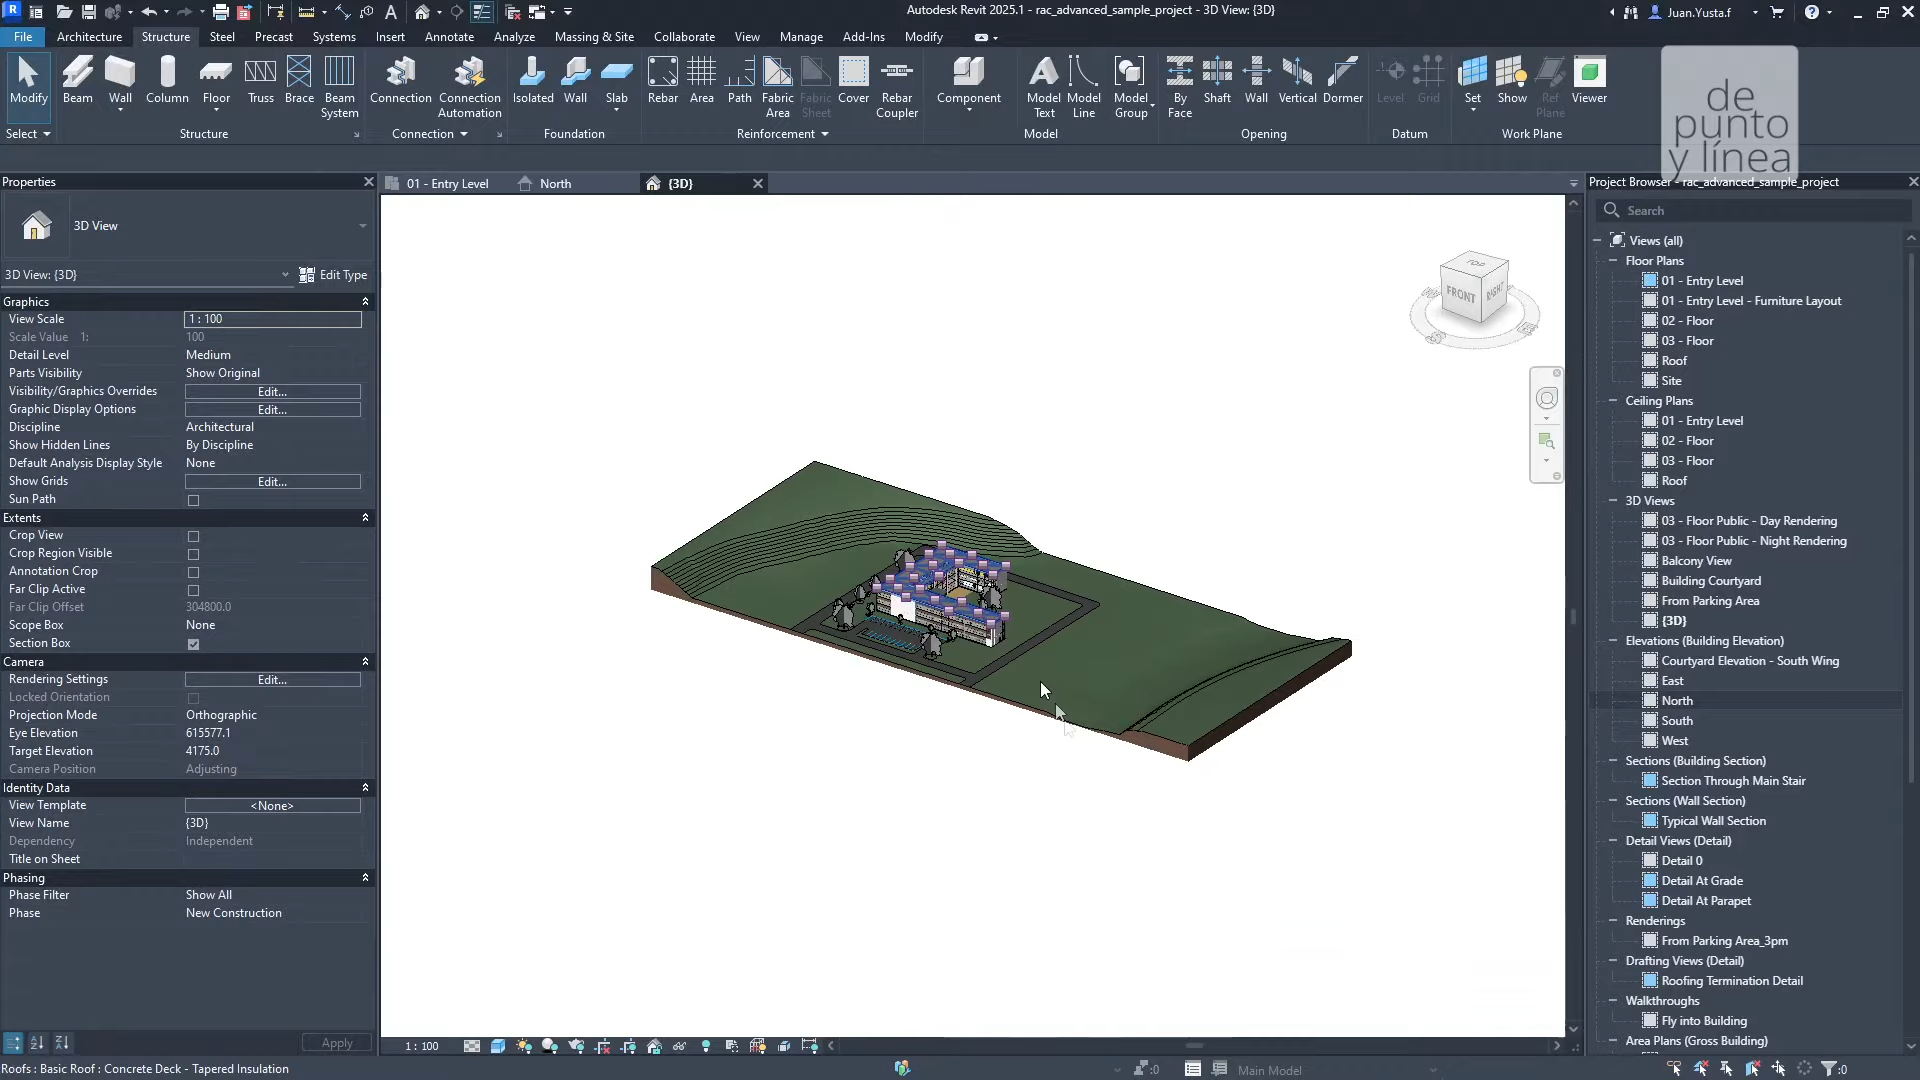 Autodesk Revit 2025.1 - rac_advanced_sample_project - 3D View: {3D}
Juan.Yusta.f
File Architecture Structure Steel Precast Systems Insert Annotate Analyze Massing & Site Collaborate View Manage Add-Ins Modify
Modify Beam Wall Column Floor Truss Brace Beam System Connection Connection Automation Isolated Wall Slab Rebar Area Path Fabric Area Fabric Sheet Cover Rebar Coupler Component Model Text Model Line Model Group By Face Shaft Wall Vertical Dormer Level Grid Set Show Ref Plane Viewer
Select Structure Connection Foundation Reinforcement Model Opening Datum Work Plane
de
punto
y línea
Properties
3D View
3D View: {3D} Edit Type
Graphics
View Scale 1 : 100
Scale Value 1: 100
Detail Level Medium
Parts Visibility Show Original
Visibility/Graphics Overrides Edit...
Graphic Display Options Edit...
Discipline Architectural
Show Hidden Lines By Discipline
Default Analysis Display Style None
Show Grids Edit...
Sun Path
Extents
Crop View
Crop Region Visible
Annotation Crop
Far Clip Active
Far Clip Offset 304800.0
Scope Box None
Section Box
Camera
Rendering Settings Edit...
Locked Orientation
Projection Mode Orthographic
Eye Elevation 615577.1
Target Elevation 4175.0
Camera Position Adjusting
Identity Data
View Template <None>
View Name {3D}
Dependency Independent
Title on Sheet
Phasing
Phase Filter Show All
Phase New Construction
Apply
Roofs : Basic Roof : Concrete Deck - Tapered Insulation
01 - Entry Level North {3D}
TOP
FRONT RIGHT
1 : 100
:0 Main Model
Project Browser - rac_advanced_sample_project
Search
Views (all)
Floor Plans
01 - Entry Level
01 - Entry Level - Furniture Layout
02 - Floor
03 - Floor
Roof
Site
Ceiling Plans
01 - Entry Level
02 - Floor
03 - Floor
Roof
3D Views
03 - Floor Public - Day Rendering
03 - Floor Public - Night Rendering
Balcony View
Building Courtyard
From Parking Area
{3D}
Elevations (Building Elevation)
Courtyard Elevation - South Wing
East
North
South
West
Sections (Building Section)
Section Through Main Stair
Sections (Wall Section)
Typical Wall Section
Detail Views (Detail)
Detail 0
Detail At Grade
Detail At Parapet
Renderings
From Parking Area_3pm
Drafting Views (Detail)
Roofing Termination Detail
Walkthroughs
Fly into Building
Area Plans (Gross Building)
:0